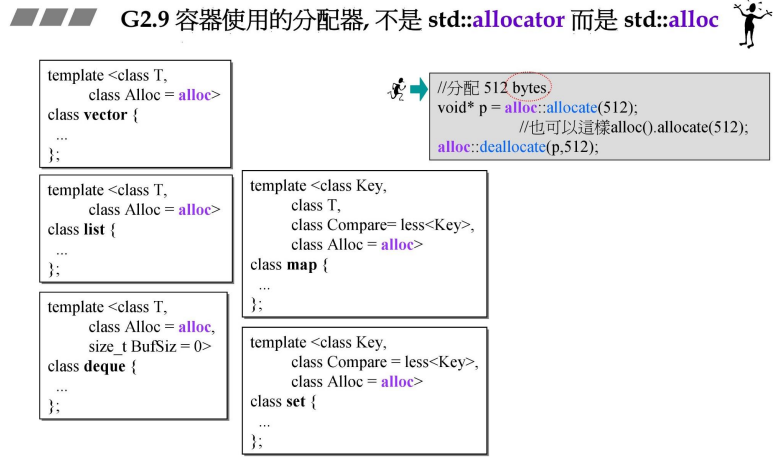 G2.9 容器使用的分配器, 不是 std::allocator 而是 std::alloc
template <class T,
class Alloc = alloc>
class vector {
...
};
//分配 512 bytes.
void* p = alloc::allocate(512);
//也可以這樣alloc().allocate(512);
alloc::deallocate(p,512);
template <class T,
class Alloc = alloc>
class list {
...
};
template <class Key,
class T,
class Compare= less<Key>,
class Alloc = alloc>
class map {
...
};
template <class T,
class Alloc = alloc,
size_t BufSiz = 0>
class deque {
...
};
template <class Key,
class Compare = less<Key>,
class Alloc = alloc>
class set {
...
};